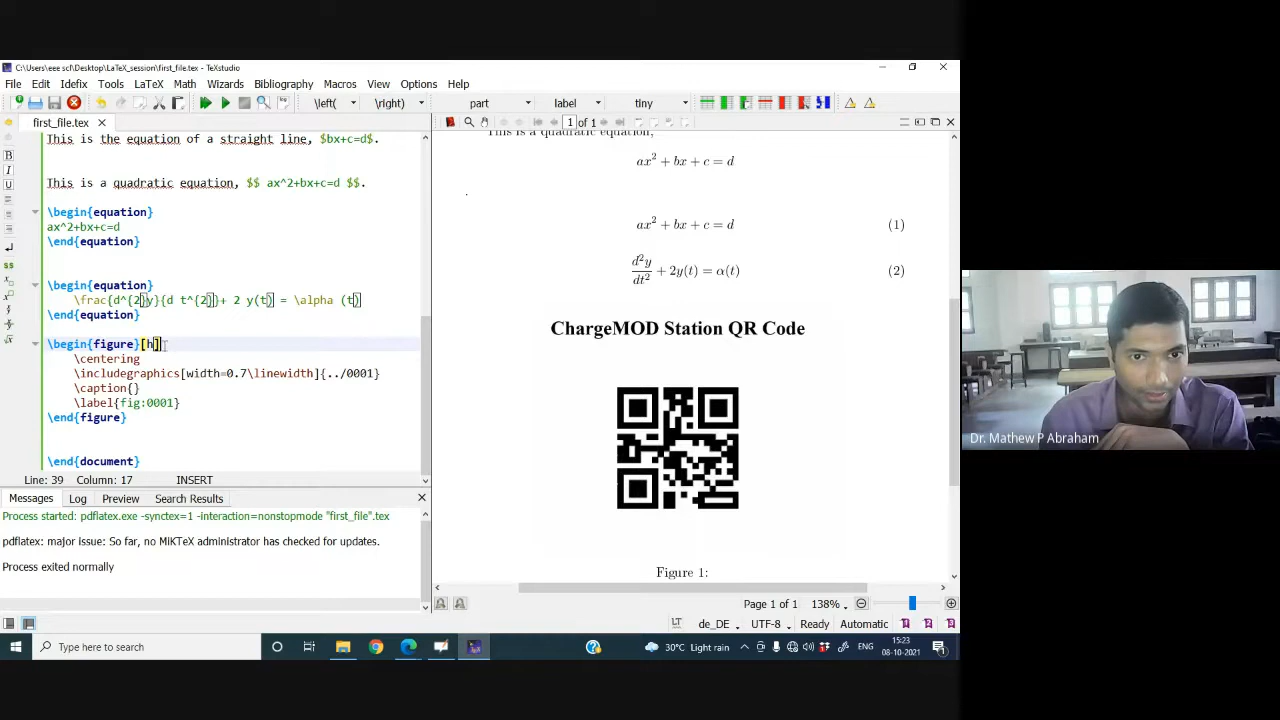 C:\Users\eee scl\Desktop\LaTeX_session\first_file.tex - TeXstudio
File Edit Idefix Tools LaTeX Math Wizards Bibliography Macros View Options Help
\left( \right) part label tiny
first_file.tex
1 of 1
This is the equation of a straight line, $bx+c=d$.
This is a quadratic equation, $$ ax^2+bx+c=d $$.
\begin{equation}
ax^2+bx+c=d
\end{equation}
\begin{equation}
\frac{d^{2}y}{d t^{2}}+ 2 y(t) = \alpha (t)
\end{equation}
\begin{figure}[h]
\centering
\includegraphics[width=0.7\linewidth]{../0001}
\caption{}
\label{fig:0001}
\end{figure}
\end{document}
Line: 39 Column: 17 INSERT
Messages Log Preview Search Results
Process started: pdflatex.exe -synctex=1 -interaction=nonstopmode "first_file".tex
pdflatex: major issue: So far, no MiKTeX administrator has checked for updates.
Process exited normally
This is a quadratic equation,
ax² + bx + c = d
.
ax² + bx + c = d (1)
d²y/dt² + 2y(t) = α(t) (2)
ChargeMOD Station QR Code
Figure 1:
Page 1 of 1 138%
LT de_DE UTF-8 Ready Automatic
Type here to search
30°C Light rain ENG 15:23 08-10-2021
Dr. Mathew P Abraham